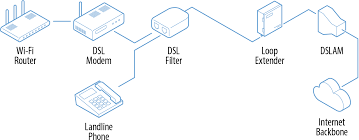 Wi-Fi
Router
DSL
Modem
DSL
Filter
Loop
Extender
DSLAM
Landline
Phone
Internet
Backbone